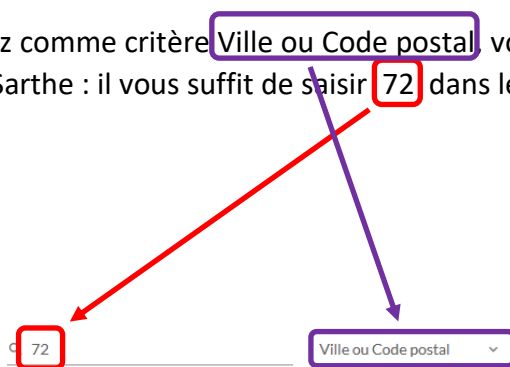 z comme critère Ville ou Code postal, vo
Sarthe : il vous suffit de saisir 72 dans le
72 Ville ou Code postal